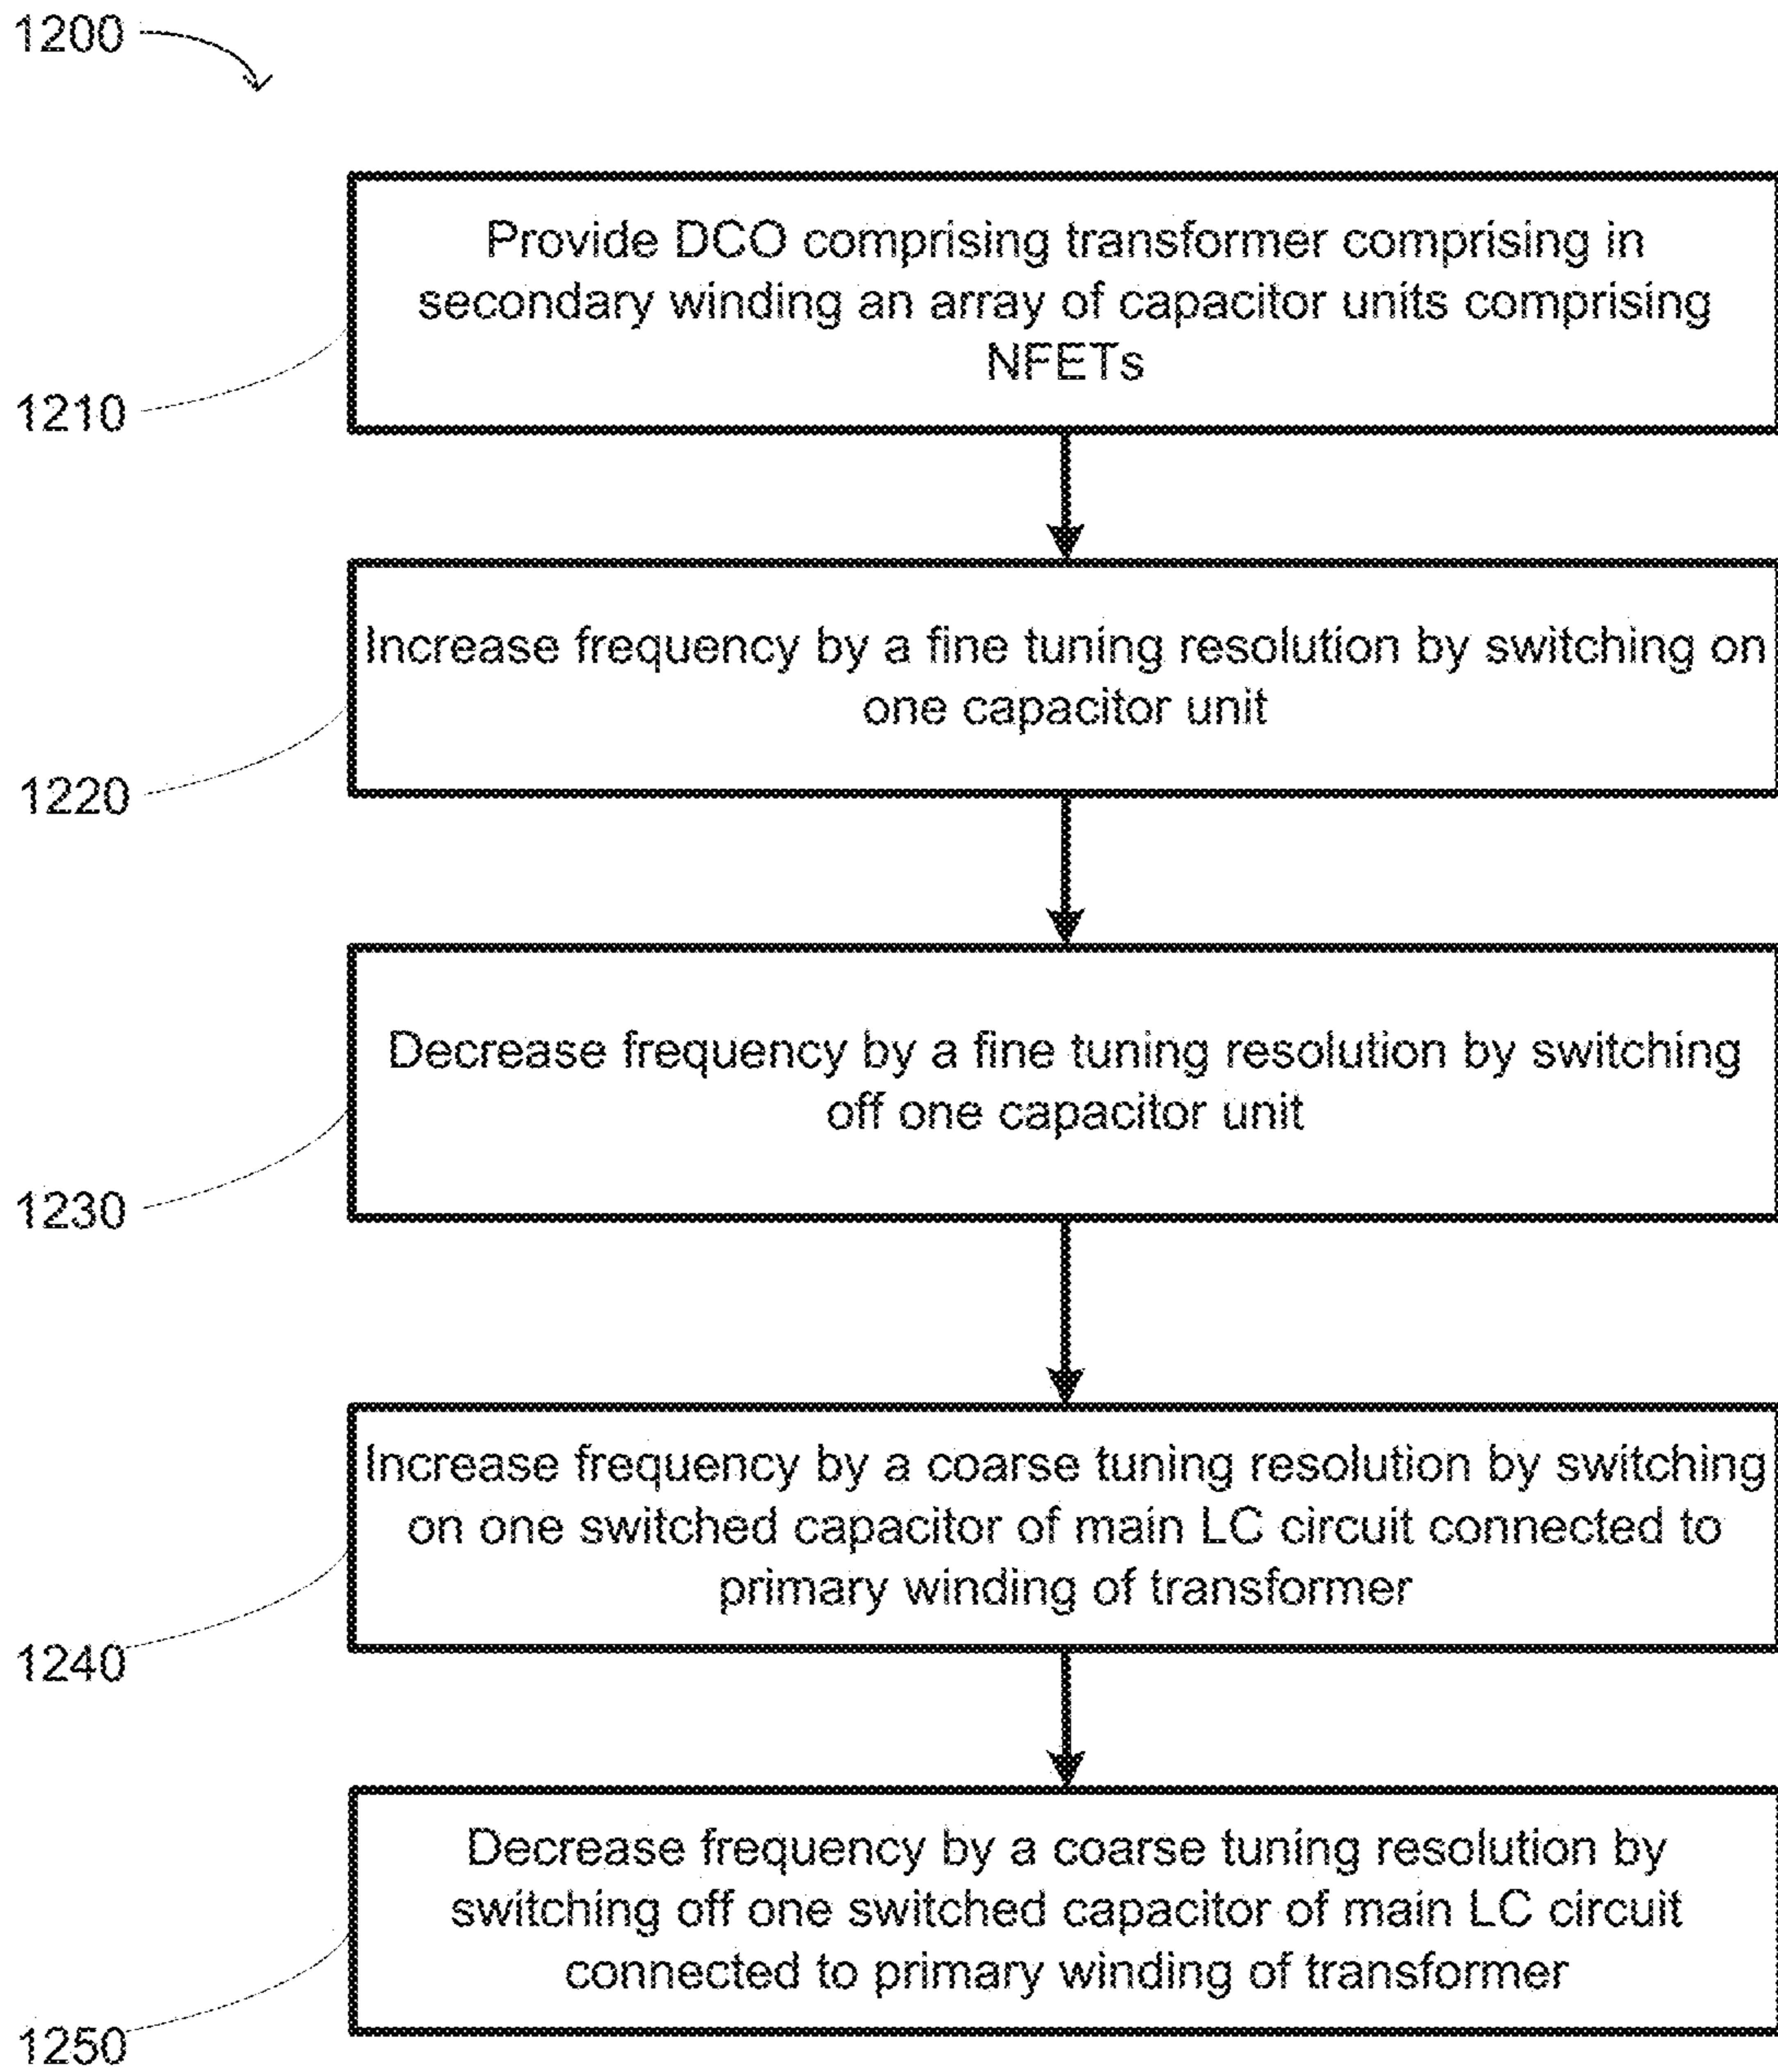 1200
Provide DCO comprising transformer comprising in
secondary winding an array of capacitor units comprising
NFETs
1210
Increase frequency by a fine tuning resolution by switching on
one capacitor unit
1220
Decrease frequency by a fine tuning resolution by switching
off one capacitor unit
1230
Increase frequency by a coarse tuning resolution by switching
on one switched capacitor of main LC circuit connected to
primary winding of transformer
1240
Decrease frequency by a coarse tuning resolution by
switching off one switched capacitor of main LC circuit
connected to primary winding of transformer
1250